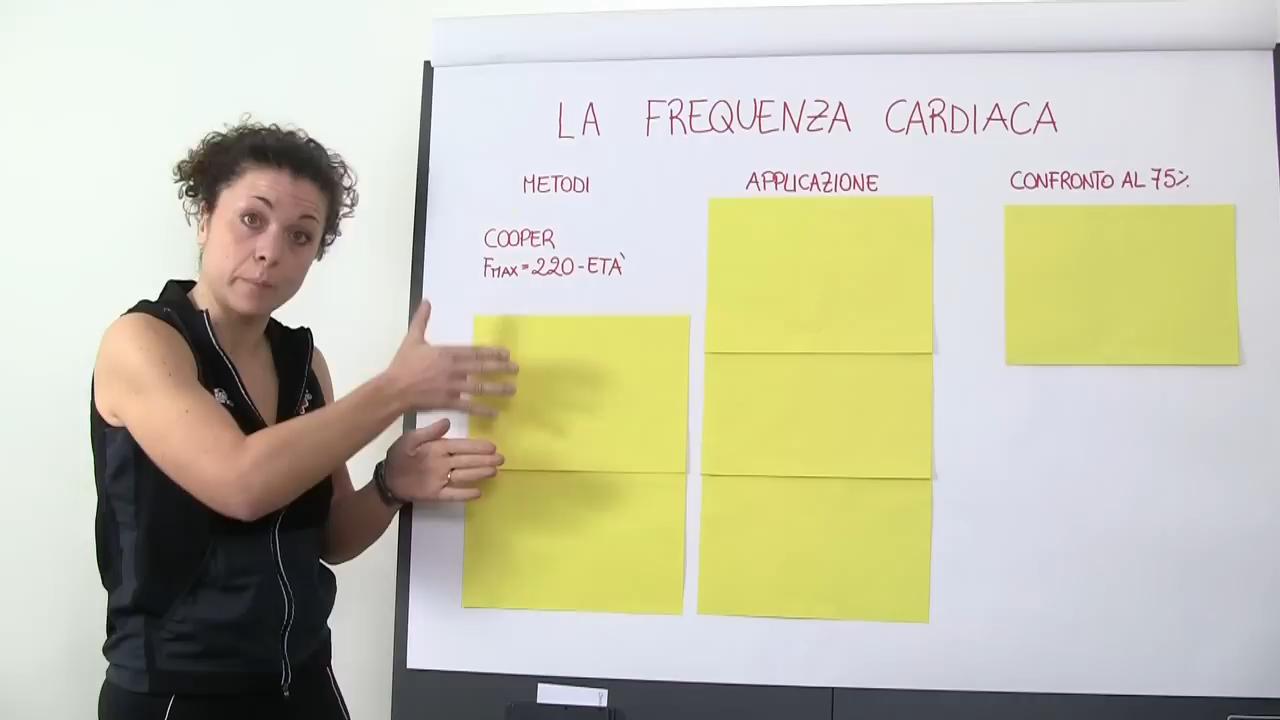 LA FREQUENZA CARDIACA
METODI
APPLICAZIONE
CONFRONTO AL 75%
COOPER
FMAX = 220 - ETÀ